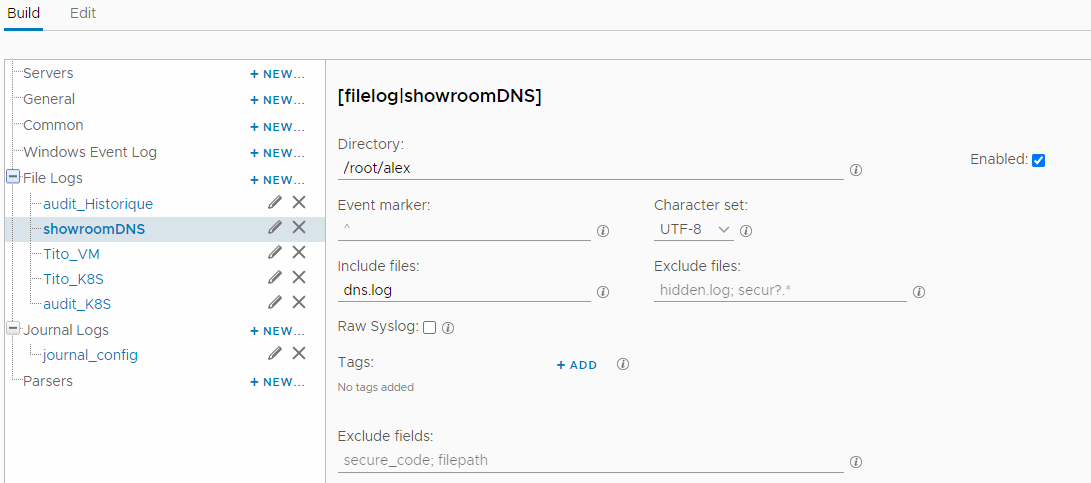 Build Edit
Servers + NEW...
General + NEW...
Common + NEW...
Windows Event Log + NEW...
File Logs + NEW...
audit_Historique
showroomDNS
Tito_VM
Tito_K8S
audit_K8S
Journal Logs + NEW...
journal_config
Parsers + NEW...
[filelog|showroomDNS]
Directory:
/root/alex
Enabled:
Event marker: Character set:
^ UTF-8
Include files: Exclude files:
dns.log hidden.log; secur?.*
Raw Syslog:
Tags: + ADD
No tags added
Exclude fields:
secure_code; filepath